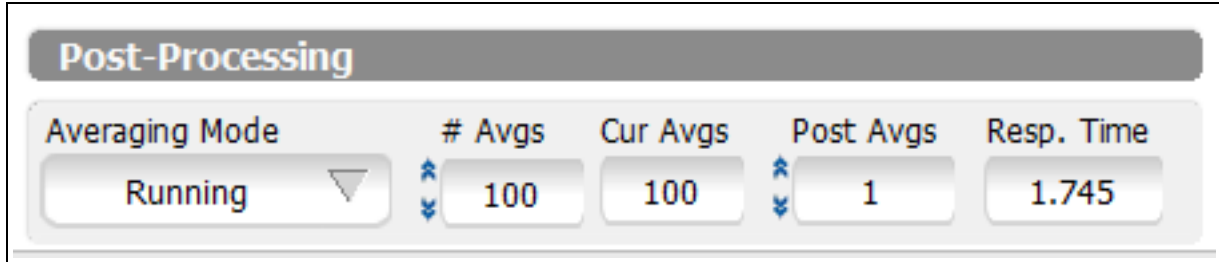 Post-Processing
Averaging Mode # Avgs Cur Avgs Post Avgs Resp. Time
Running 100 100 1 1.745